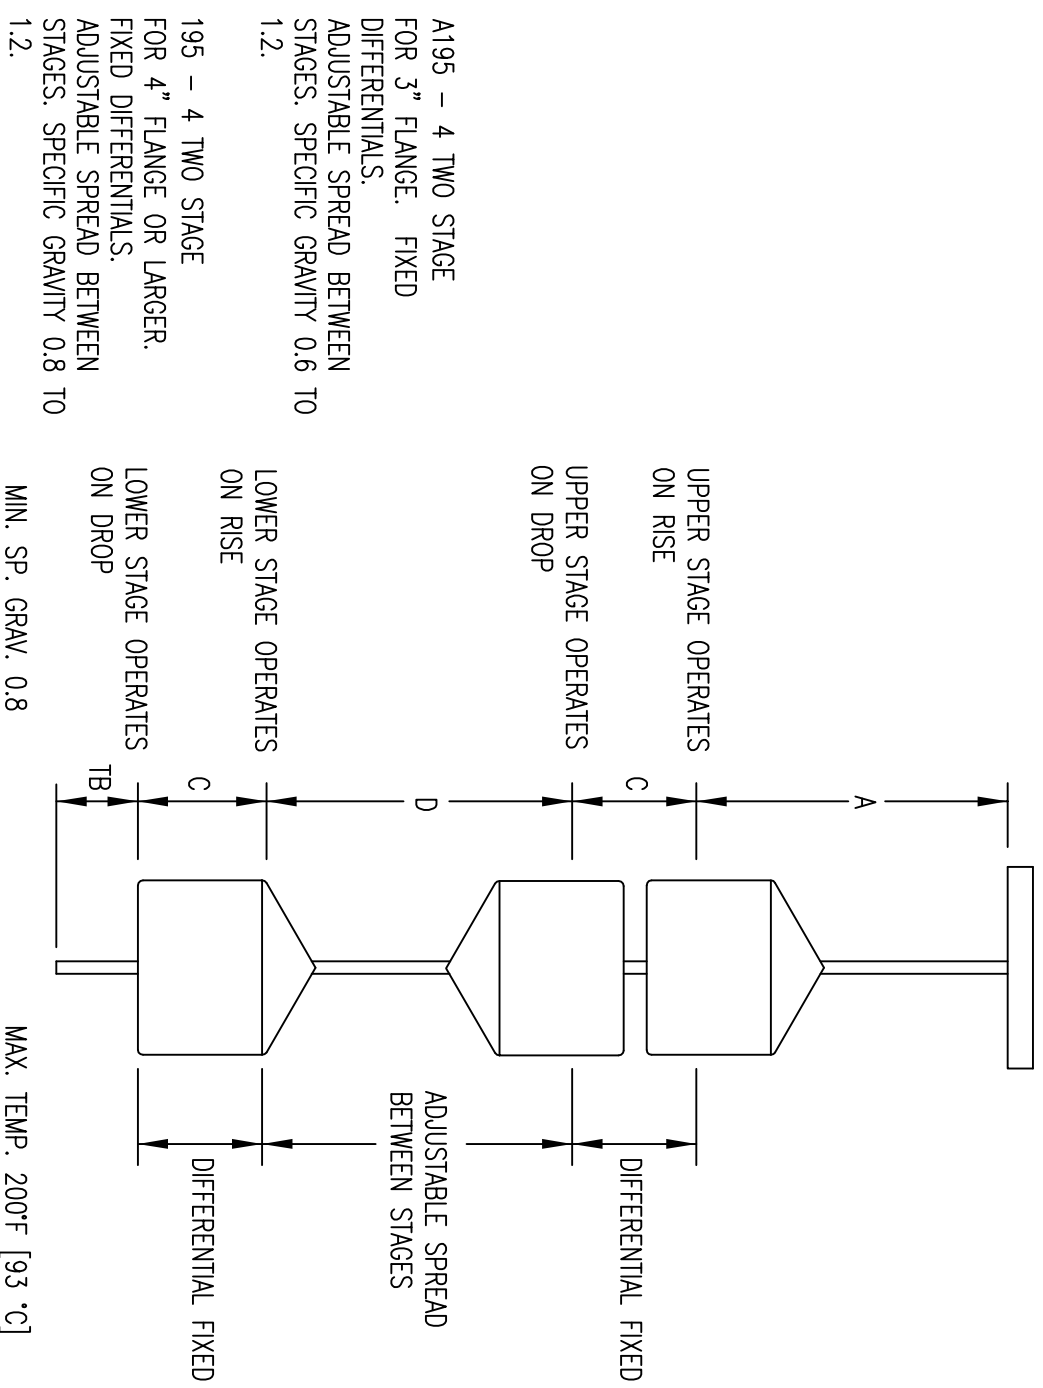 A195 - 4 TWO STAGE
FOR 3" FLANGE. FIXED
DIFFERENTIALS.
ADJUSTABLE SPREAD BETWEEN
STAGES. SPECIFIC GRAVITY 0.6 TO
1.2.
195 - 4 TWO STAGE
FOR 4" FLANGE OR LARGER.
FIXED DIFFERENTIALS.
ADJUSTABLE SPREAD BETWEEN
STAGES. SPECIFIC GRAVITY 0.8 TO
1.2.
UPPER STAGE OPERATES
ON RISE
UPPER STAGE OPERATES
ON DROP
LOWER STAGE OPERATES
ON RISE
LOWER STAGE OPERATES
ON DROP
A
C
D
C
TB
DIFFERENTIAL FIXED
ADJUSTABLE SPREAD
BETWEEN STAGES
DIFFERENTIAL FIXED
MIN. SP. GRAV. 0.8
MAX. TEMP. 200°F [93 °C]